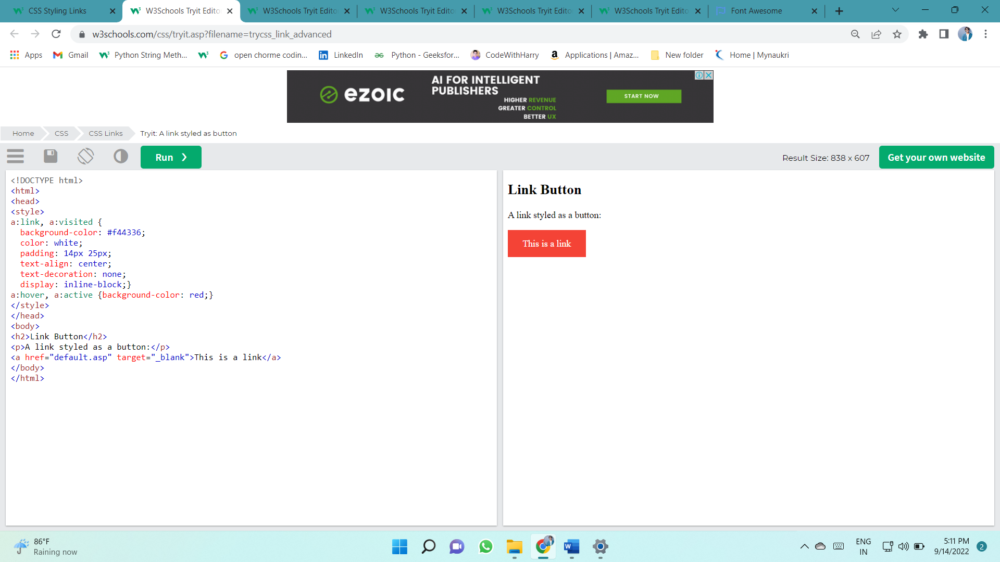 CSS Styling Links
W3Schools Tryit Edito
W3Schools Tryit Edito
W3Schools Tryit Edito
W3Schools Tryit Edito
W3Schools Tryit Edito
Font Awesome
w3schools.com/css/tryit.asp?filename=trycss_link_advanced
Apps
Gmail
Python String Meth...
open chorme codin...
LinkedIn
Python - Geeksfor...
CodeWithHarry
Applications | Amaz...
New folder
Home | Mynaukri
ezoic
AI FOR INTELLIGENT
PUBLISHERS
HIGHER REVENUE
GREATER CONTROL
BETTER UX
START NOW
Home
CSS
CSS Links
Tryit: A link styled as button
Run ❯
Result Size: 838 x 607
Get your own website
<!DOCTYPE html>
<html>
<head>
<style>
a:link, a:visited {
  background-color: #f44336;
  color: white;
  padding: 14px 25px;
  text-align: center;
  text-decoration: none;
  display: inline-block;}
a:hover, a:active {background-color: red;}
</style>
</head>
<body>
<h2>Link Button</h2>
<p>A link styled as a button:</p>
<a href="default.asp" target="_blank">This is a link</a>
</body>
</html>
Link Button
A link styled as a button:
This is a link
86°F
Raining now
ENG
IN
5:11 PM
9/14/2022
2